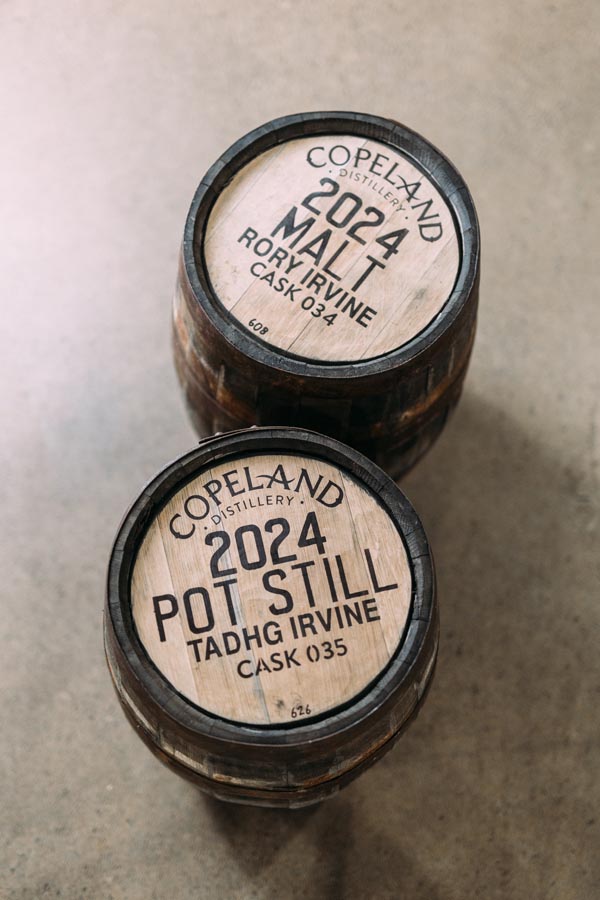 COPELAND
· DISTILLERY ·
2024
MALT
RORY IRVINE
CASK 034
608
COPELAND
· DISTILLERY ·
2024
POT STILL
TADHG IRVINE
CASK 035
626